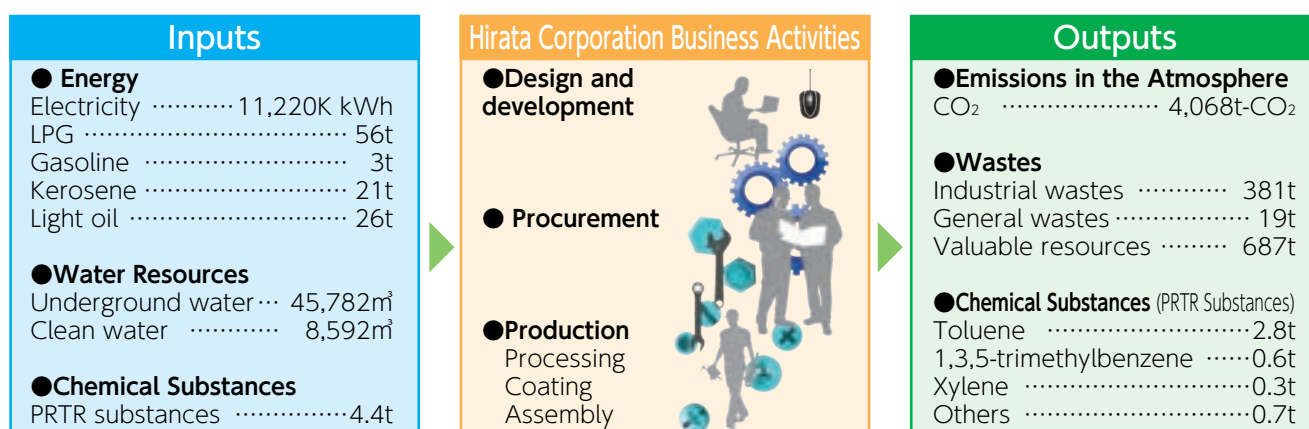 Inputs
● Energy
Electricity ………… 11,220K kWh
LPG ……………………………… 56t
Gasoline ……………………… 3t
Kerosene ……………………… 21t
Light oil ………………………… 26t
●Water Resources
Underground water… 45,782㎥
Clean water ………… 8,592㎥
●Chemical Substances
PRTR substances ……………4.4t
Hirata Corporation Business Activities
●Design and
development
● Procurement
●Production
Processing
Coating
Assembly
Outputs
●Emissions in the Atmosphere
CO₂ ………………… 4,068t-CO₂
●Wastes
Industrial wastes ………… 381t
General wastes……………… 19t
Valuable resources ……… 687t
●Chemical Substances (PRTR Substances)
Toluene ………………………2.8t
1,3,5-trimethylbenzene ……0.6t
Xylene …………………………0.3t
Others …………………………0.7t